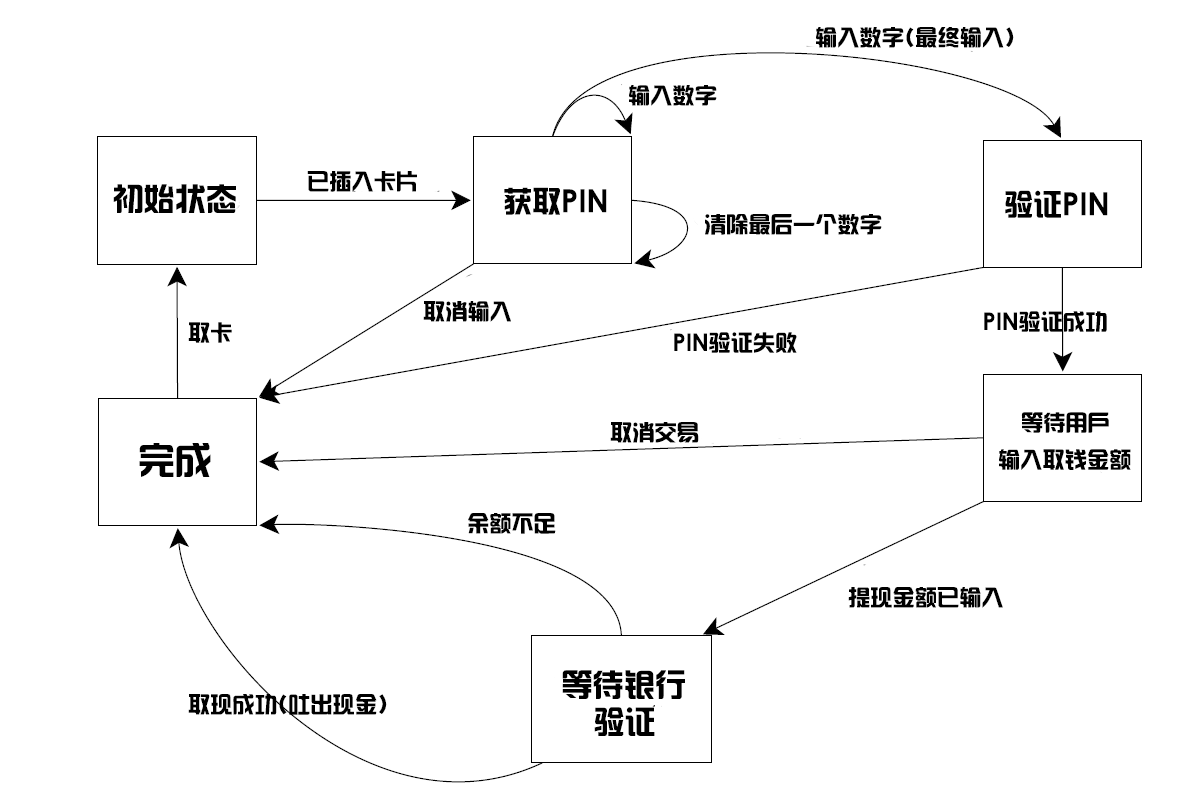 输入数字(最终输入)
输入数字
初始状态
已插入卡片
获取PIN
验证PIN
清除最后一个数字
取消输入
取卡
PIN验证失败
PIN验证成功
完成
取消交易
等待用戶
输入取钱金额
余额不足
提现金额已输入
等待银行
验证
取现成功(吐出现金)